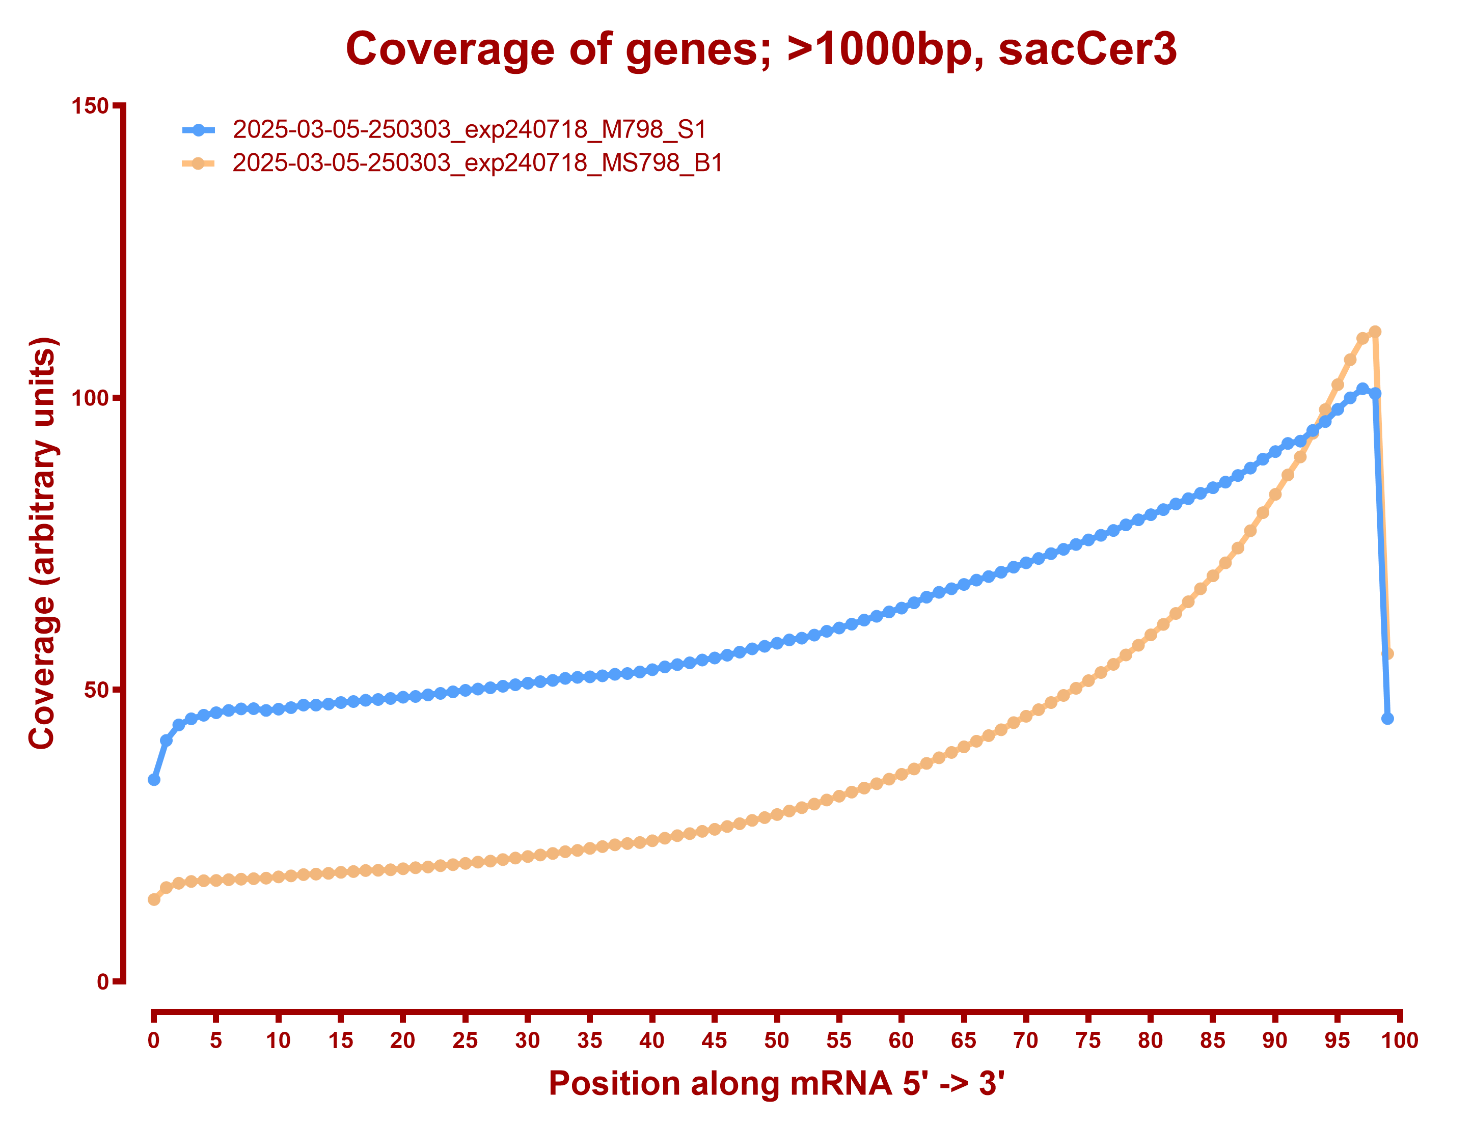 Coverage of genes; >1000bp, sacCer3
150
2025-03-05-250303_exp240718_M798_S1
2025-03-05-250303_exp240718_MS798_B1
100
50
0
Coverage (arbitrary units)
0 5 10 15 20 25 30 35 40 45 50 55 60 65 70 75 80 85 90 95 100
Position along mRNA 5' -> 3'